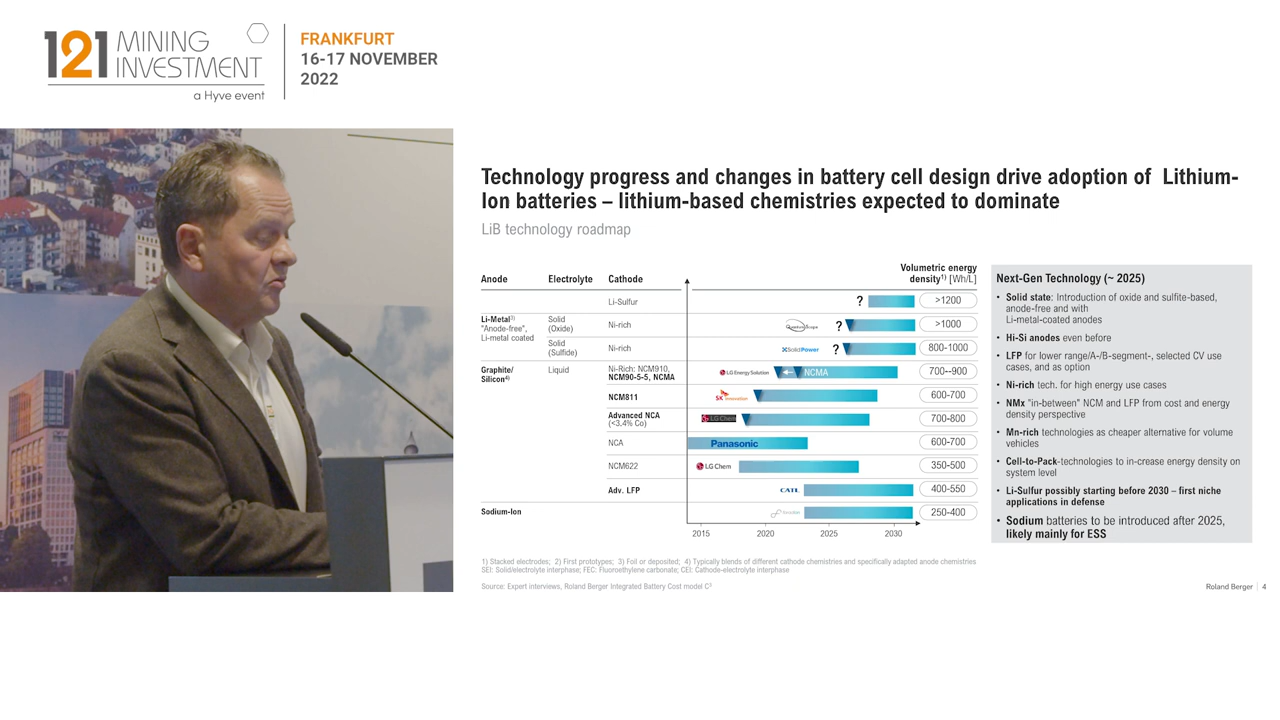 121 MINING
INVESTMENT
a Hyve event
FRANKFURT
16-17 NOVEMBER
2022
Technology progress and changes in battery cell design drive adoption of Lithium-
Ion batteries – lithium-based chemistries expected to dominate
LiB technology roadmap
Anode Electrolyte Cathode
Volumetric energy
density1) [Wh/L]
Li-Sulfur ? >1200
Li-Metal3)
"Anode-free",
Li-metal coated
Solid
(Oxide)
Ni-rich QuantumScape ? >1000
Solid
(Sulfide)
Ni-rich SolidPower ? 800-1000
Graphite/
Silicon4)
Liquid
Ni-Rich: NCM910,
NCM90-5-5, NCMA
LG Energy Solution NCMA 700--900
NCM811 SK innovation 600-700
Advanced NCA
(<3.4% Co)
LG Chem 700-800
NCA Panasonic 600-700
NCM622 LG Chem 350-500
Adv. LFP CATL 400-550
Sodium-Ion 250-400
2015 2020 2025 2030
Next-Gen Technology (~ 2025)
• Solid state: Introduction of oxide and sulfite-based,
anode-free and with
Li-metal-coated anodes
• Hi-Si anodes even before
• LFP for lower range/A-/B-segment-, selected CV use
cases, and as option
• Ni-rich tech. for high energy use cases
• NMx "in-between" NCM and LFP from cost and energy
density perspective
• Mn-rich technologies as cheaper alternative for volume
vehicles
• Cell-to-Pack-technologies to in-crease energy density on
system level
• Li-Sulfur possibly starting before 2030 – first niche
applications in defense
• Sodium batteries to be introduced after 2025,
likely mainly for ESS
1) Stacked electrodes; 2) First prototypes; 3) Foil or deposited; 4) Typically blends of different cathode chemistries and specifically adapted anode chemistries
SEI: Solid/electrolyte interphase; FEC: Fluoroethylene carbonate; CEI: Cathode-electrolyte interphase
Source: Expert interviews, Roland Berger Integrated Battery Cost model C3
Roland Berger | 4